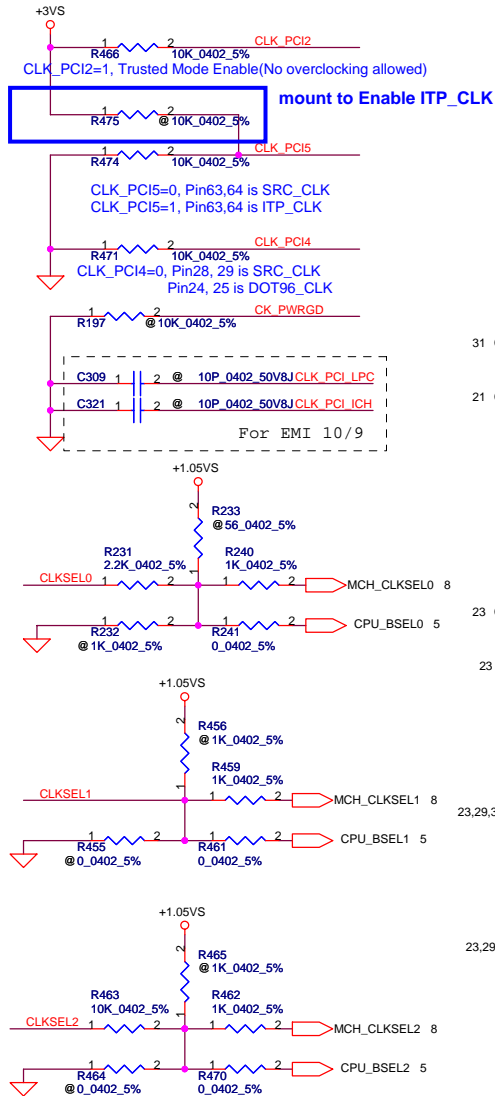 +3VS
1 2 CLK_PCI2
R466 10K_0402_5%
CLK_PCI2=1, Trusted Mode Enable(No overclocking allowed)
mount to Enable ITP_CLK
1 2
R475 @ 10K_0402_5%
1 2 CLK_PCI5
R474 10K_0402_5%
CLK_PCI5=0, Pin63,64 is SRC_CLK
CLK_PCI5=1, Pin63,64 is ITP_CLK
1 2 CLK_PCI4
R471 10K_0402_5%
CLK_PCI4=0, Pin28, 29 is SRC_CLK
Pin24, 25 is DOT96_CLK
1 2 CK_PWRGD
R197 @ 10K_0402_5%
31
C309 1 2 @ 10P_0402_50V8J CLK_PCI_LPC
21
C321 1 2 @ 10P_0402_50V8J CLK_PCI_ICH
For EMI 10/9
+1.05VS
2
R233
@ 56_0402_5%
1
R231 R240
2.2K_0402_5% 1K_0402_5%
CLKSEL0 1 2 1 2 MCH_CLKSEL0 8
23
1 2 1 2 CPU_BSEL0 5
R232 R241
@ 1K_0402_5% 0_0402_5%
23
+1.05VS
2
R456
@ 1K_0402_5%
1
R459
1K_0402_5%
CLKSEL1 1 2 MCH_CLKSEL1 8
23,29,3
1 2 1 2 CPU_BSEL1 5
R455 R461
@ 0_0402_5% 0_0402_5%
+1.05VS
2
23,29
R465
@ 1K_0402_5%
1
R463 R462
10K_0402_5% 1K_0402_5%
CLKSEL2 1 2 1 2 MCH_CLKSEL2 8
1 2 1 2 CPU_BSEL2 5
R464 R470
@ 0_0402_5% 0_0402_5%